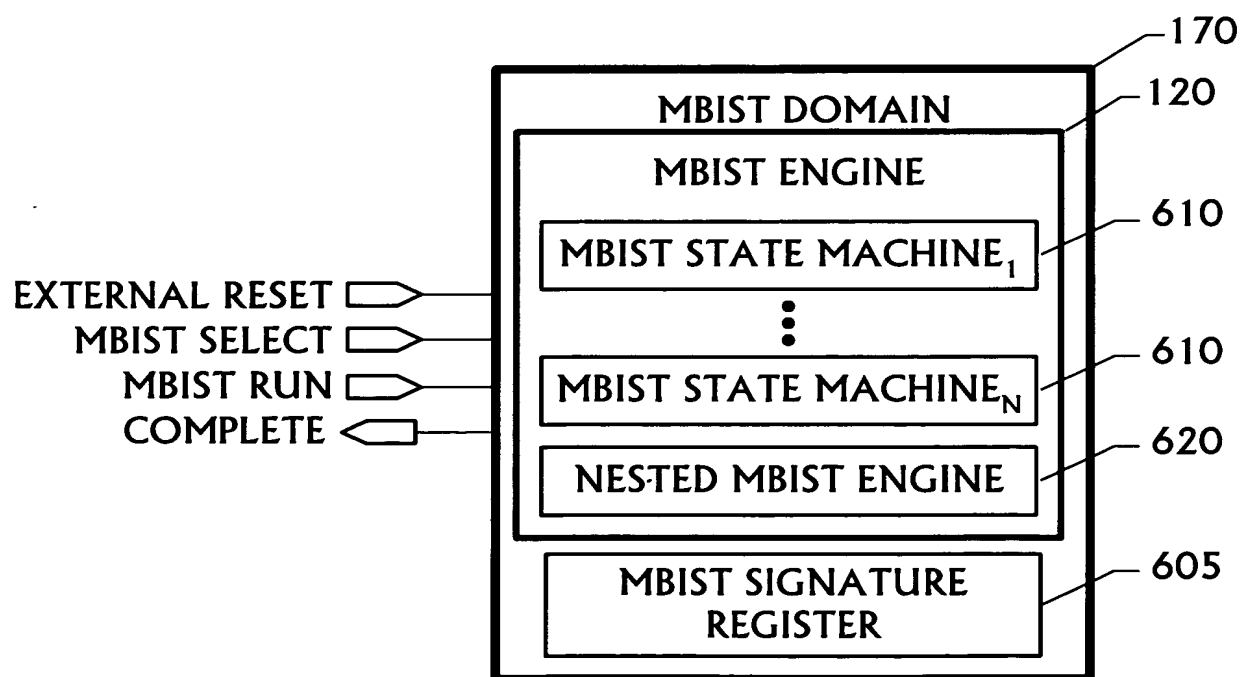 170
MBIST DOMAIN
120
MBIST ENGINE
MBIST STATE MACHINE1
610
EXTERNAL RESET
MBIST SELECT
MBIST RUN
COMPLETE
MBIST STATE MACHINEN
610
NESTED MBIST ENGINE
620
MBIST SIGNATURE
REGISTER
605